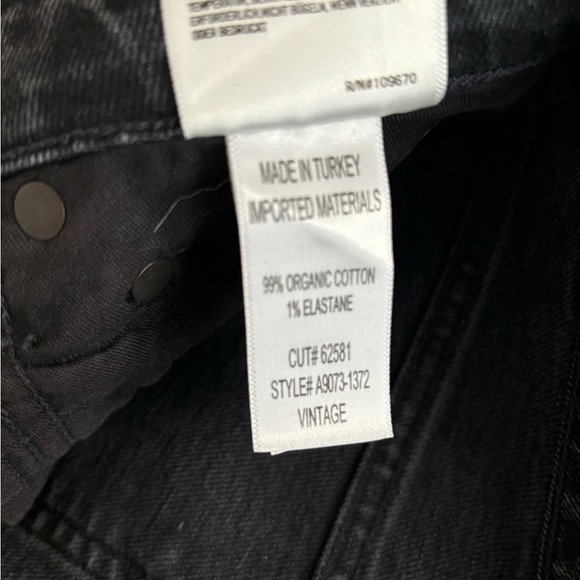 ERFORDERLICH NICHT BÜGELN, WENN VERZIERT
ODER BEDRUCKT.
R/N#109670
MADE IN TURKEY
IMPORTED MATERIALS
99% ORGANIC COTTON
1% ELASTANE
CUT# 62581
STYLE# A9073-1372
VINTAGE